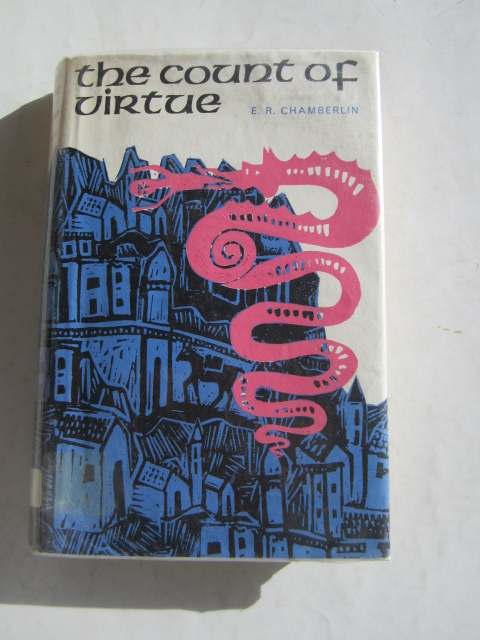 the count of
virtue
E. R. CHAMBERLIN